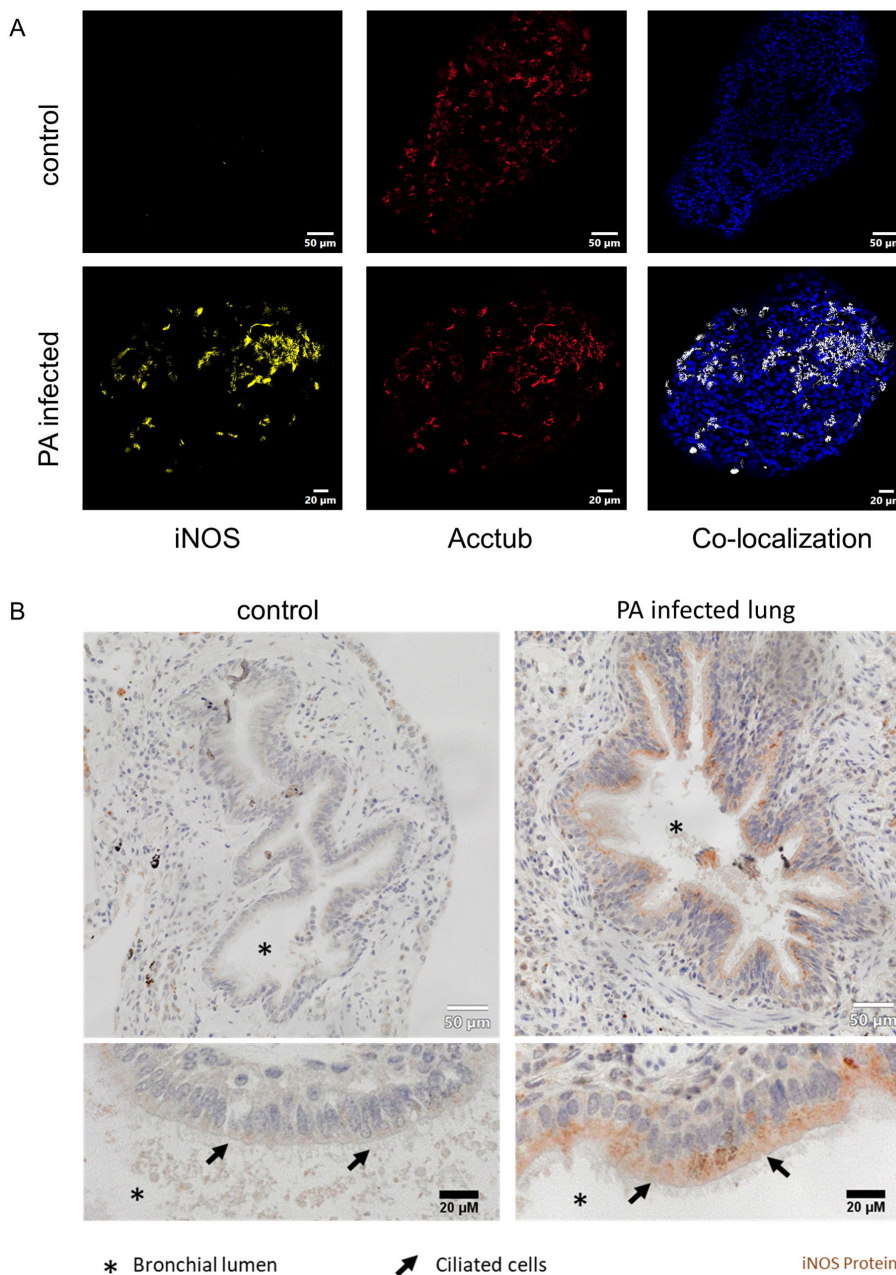 A
control
50 µm
50 µm
50 µm
PA infected
20 µm
20 µm
20 µm
iNOS
Acctub
Co-localization
B
control
PA infected lung
*
*
50 µm
50 µm
*
*
20 µM
20 µM
* Bronchial lumen
Ciliated cells
iNOS Protein